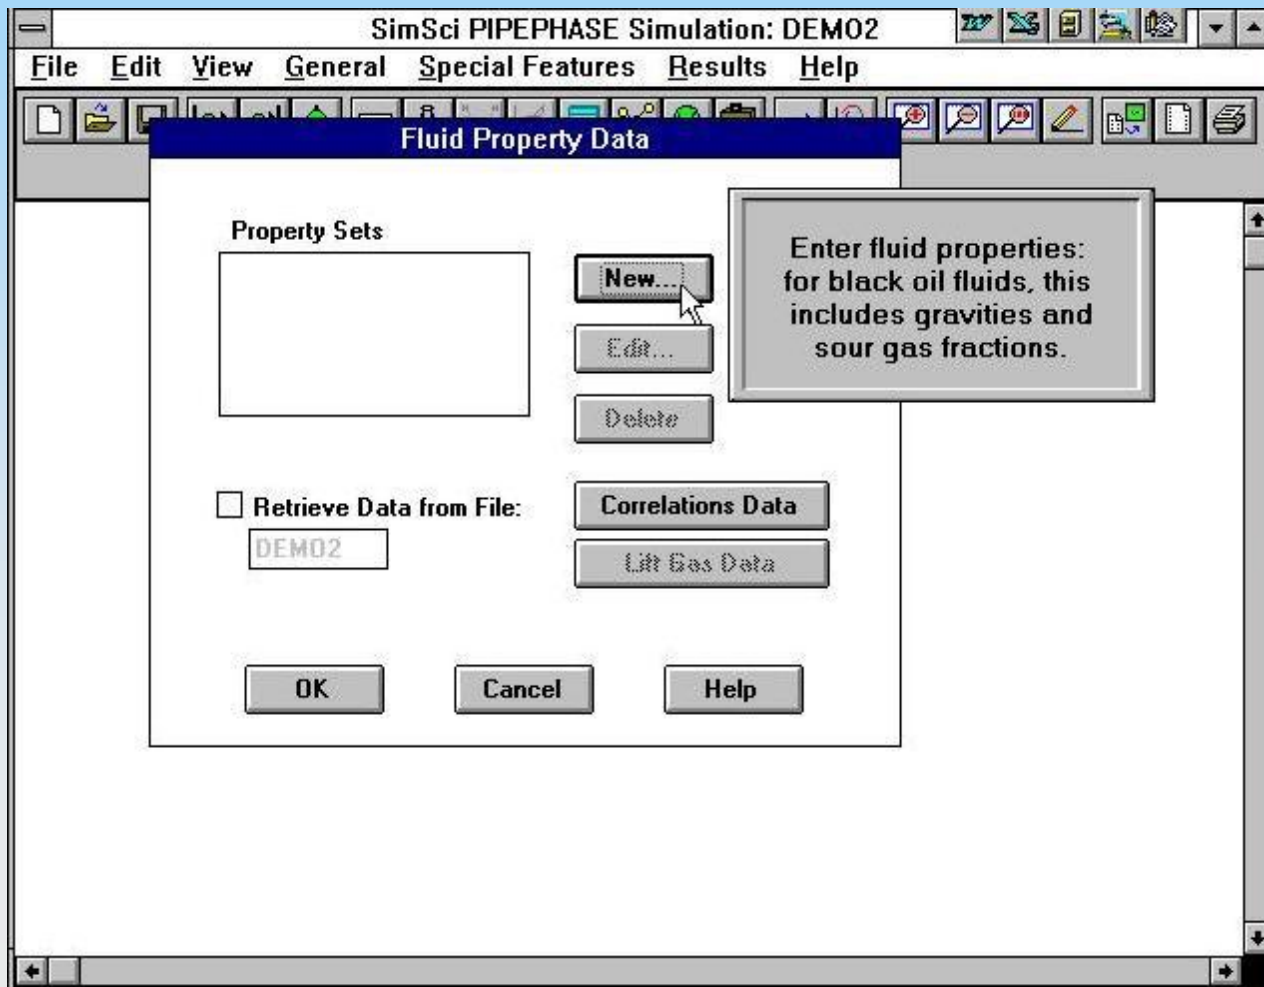 SimSci PIPEPHASE Simulation: DEMO2
File Edit View General Special Features Results Help
Fluid Property Data
Property Sets
New...
Edit...
Delete
Enter fluid properties:
for black oil fluids, this
includes gravities and
sour gas fractions.
Retrieve Data from File:
DEMO2
Correlations Data
Lift Gas Data
OK Cancel Help